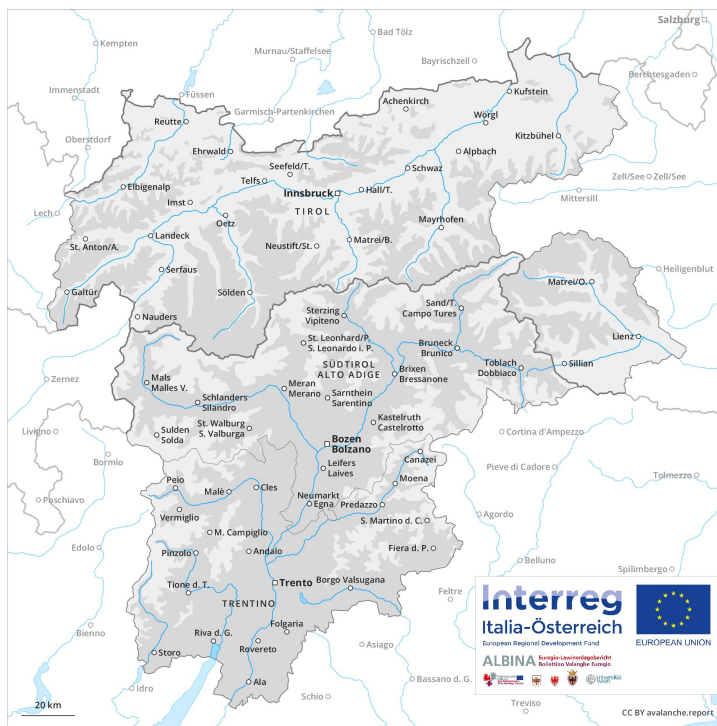 Salzburg
Kempten
Bad Tölz
Murnau/Staffelsee
Bayrischzell
Berchtesgaden
Immenstadt
Füssen
Kufstein
Achenkirch
Garmisch-Partenkirchen
Reutte
Wörgl
Oberstdorf
Kitzbühel
Ehrwald
Alpbach
Seefeld/T.
Schwaz
Zell/See
Zell/See
Telfs
Elbigenalp
Innsbruck
Hall/T.
Mittersill
Imst
TIROL
Lech
Oetz
Mayrhofen
Landeck
St. Anton/A.
Neustift/St.
Matrei/B.
Serfaus
Heiligenblut
Matrei/O.
Galtür
Sölden
Sand/T.
Campo Tures
Nauders
Sterzing
Vipiteno
Lienz
St. Leonhard/P.
S. Leonardo i. P.
Bruneck
Brunico
Toblach
Dobbiaco
Sillian
SÜDTIROL
ALTO ADIGE
Brixen
Bressanone
Zernez
Mals
Malles V.
Meran
Merano
Schlanders
Silandro
Sarnthein
Sarentino
Kastelruth
Castelrotto
St. Walburg
S. Valburga
Livigno
Sulden
Solda
Cortina d'Ampezzo
Bozen
Bolzano
Bormio
Canazei
Pieve di Cadore
Leifers
Laives
Tolmezzo
Peio
Malè
Cles
Moena
Poschiavo
Neumarkt
Egna
Predazzo
Vermiglio
Agordo
S. Martino d. C.
M. Campiglio
Edolo
Pinzolo
Andalo
Fiera d. P.
Belluno
Spilimbergo
Tione d. T.
Trento
Borgo Valsugana
Feltre
TRENTINO
Folgaria
Bienno
Riva d. G.
Rovereto
Asiago
Storo
Bassano d. G.
Idro
Ala
Schio
Treviso
20 km
Interreg
Italia-Österreich
European Regional Development Fund
EUROPEAN UNION
ALBINA Euregio-Lawinenlagebericht
Bollettino Valanghe Euregio
universität
wien
CC BY avalanche.report